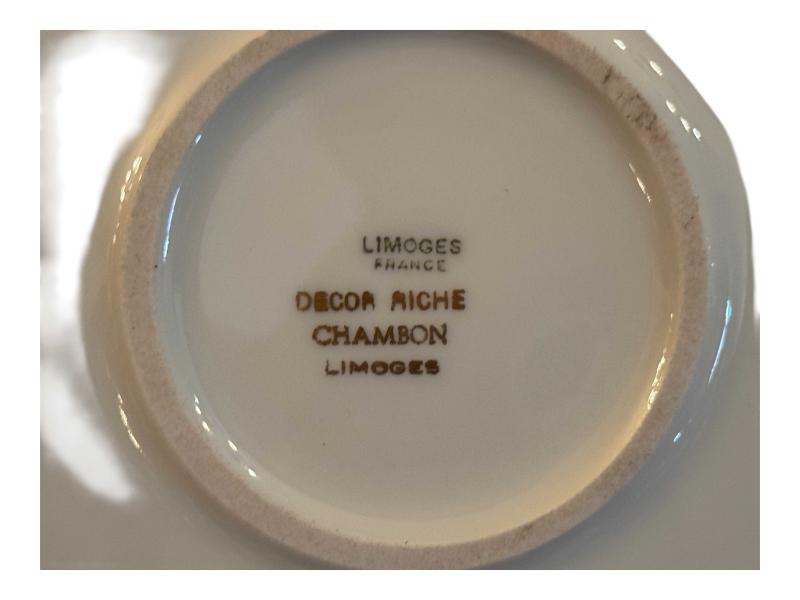 LIMOGES
FRANCE
DECOR RICHE
CHAMBON
LIMOGES